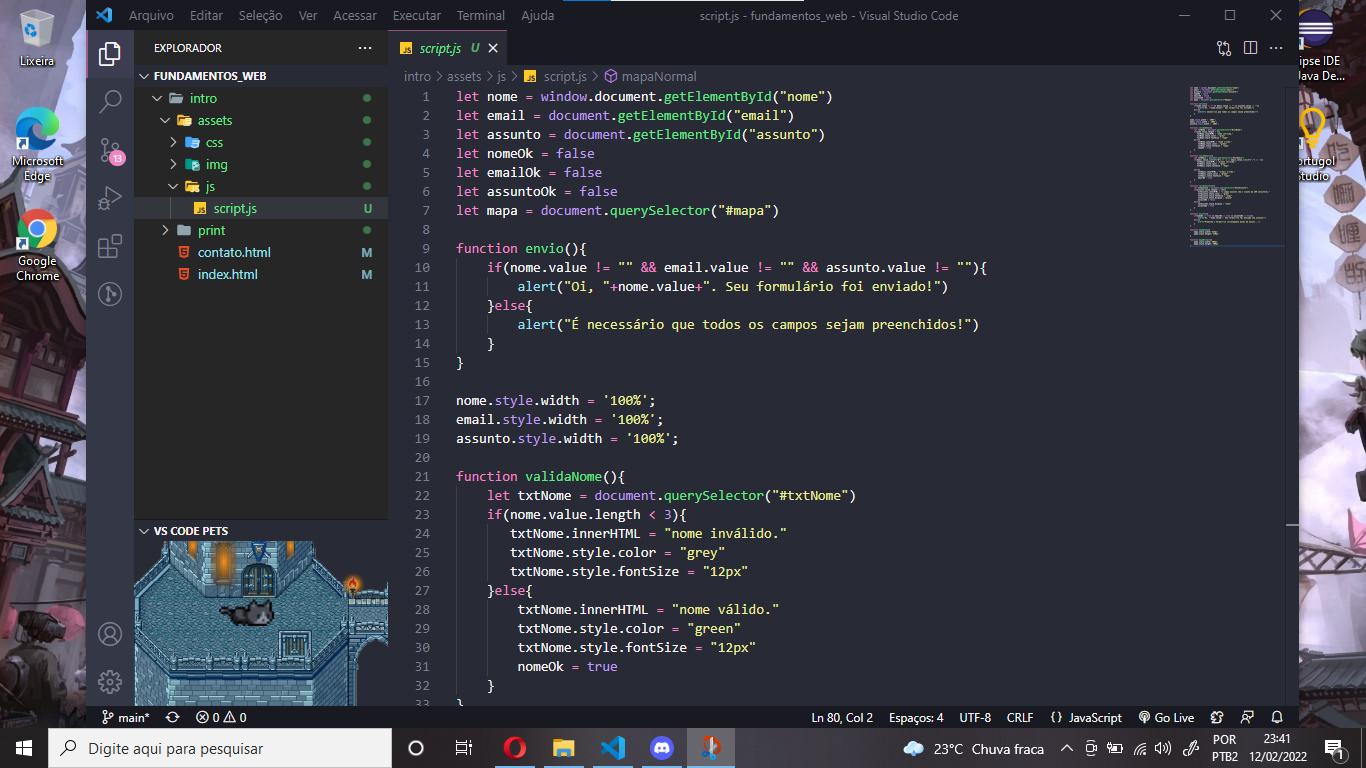 Arquivo Editar Seleção Ver Acessar Executar Terminal Ajuda
script.js - fundamentos_web - Visual Studio Code
Lixeira
Microsoft
Edge
Google
Chrome
ipse IDE
Java De...
ortugol
tudio
EXPLORADOR
FUNDAMENTOS_WEB
intro
assets
css
img
js
JS script.js U
print
contato.html M
index.html M
13
VS CODE PETS
JS script.js U
intro > assets > js > JS script.js > mapaNormal
1 let nome = window.document.getElementById("nome")
2 let email = document.getElementById("email")
3 let assunto = document.getElementById("assunto")
4 let nomeOk = false
5 let emailOk = false
6 let assuntoOk = false
7 let mapa = document.querySelector("#mapa")
8
9 function envio(){
10 if(nome.value != "" && email.value != "" && assunto.value != ""){
11 alert("Oi, "+nome.value+". Seu formulário foi enviado!")
12 }else{
13 alert("É necessário que todos os campos sejam preenchidos!")
14 }
15 }
16
17 nome.style.width = '100%';
18 email.style.width = '100%';
19 assunto.style.width = '100%';
20
21 function validaNome(){
22 let txtNome = document.querySelector("#txtNome")
23 if(nome.value.length < 3){
24 txtNome.innerHTML = "nome inválido."
25 txtNome.style.color = "grey"
26 txtNome.style.fontSize = "12px"
27 }else{
28 txtNome.innerHTML = "nome válido."
29 txtNome.style.color = "green"
30 txtNome.style.fontSize = "12px"
31 nomeOk = true
32 }
33 }
main* 0 0
Ln 80, Col 2 Espaços: 4 UTF-8 CRLF {} JavaScript Go Live
Digite aqui para pesquisar
23°C Chuva fraca
POR
PTB2
23:41
12/02/2022
1